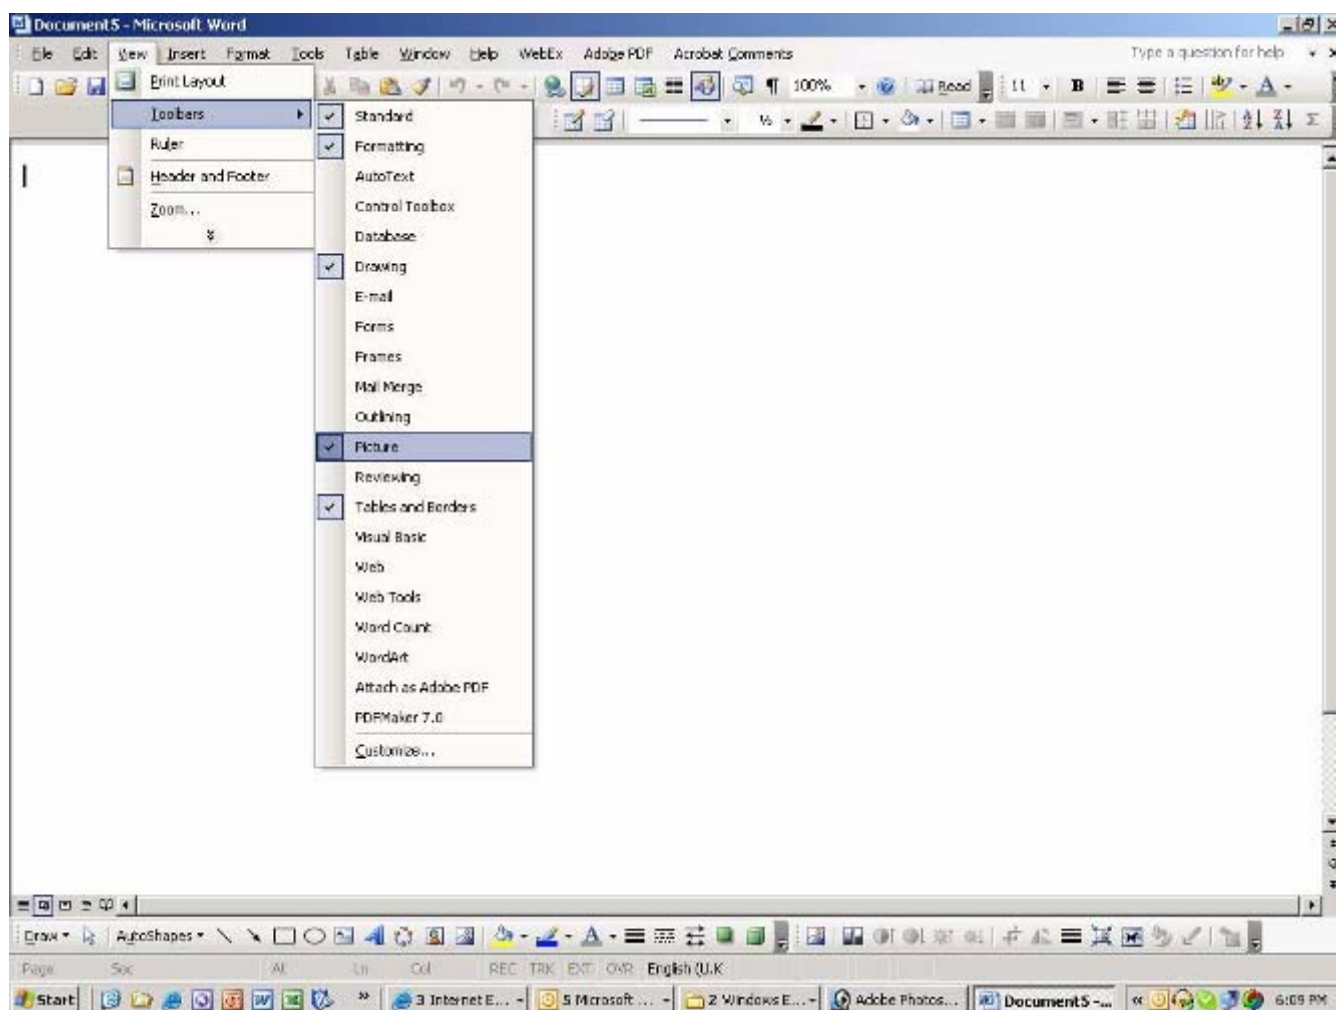 Document5 - Microsoft Word
File Edit View Insert Format Tools Table Window Help WebEx Adobe PDF Acrobat Comments Type a question for help
100% Read 11 B
Print Layout
Toolbars
Ruler
Header and Footer
Zoom...
Standard
Formatting
AutoText
Control Toolbox
Database
Drawing
E-mail
Forms
Frames
Mail Merge
Outlining
Picture
Reviewing
Tables and Borders
Visual Basic
Web
Web Tools
Word Count
WordArt
Attach as Adobe PDF
PDFMaker 7.0
Customize...
Draw AutoShapes
Page Sec At Ln Col REC TRK EXT OVR English (U.K
Start 3 Internet E... 5 Microsoft ... 2 Windows E... Adobe Photos... Document5 -... 6:09 PM